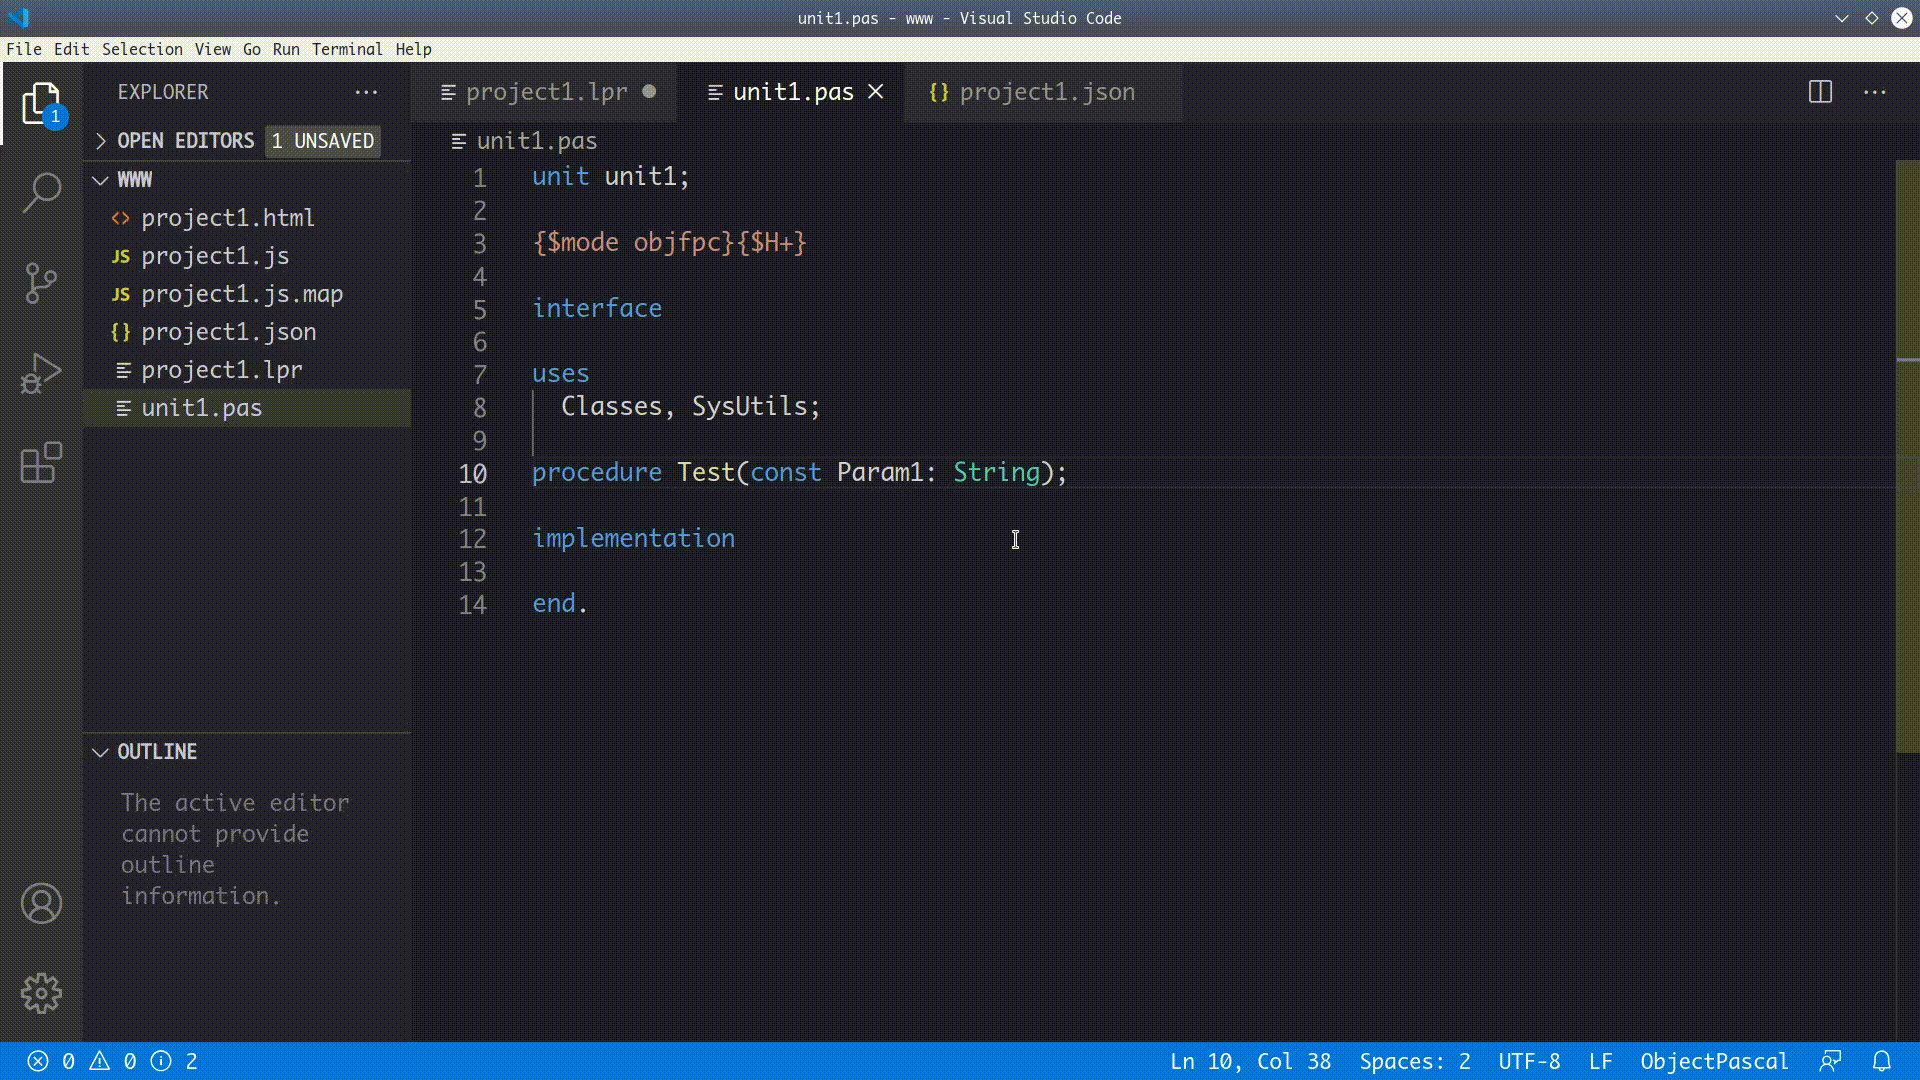 unit1.pas - www - Visual Studio Code
File Edit Selection View Go Run Terminal Help
1
EXPLORER
OPEN EDITORS 1 UNSAVED
WWW
<> project1.html
JS project1.js
JS project1.js.map
{} project1.json
project1.lpr
unit1.pas
OUTLINE
The active editor
cannot provide
outline
information.
project1.lpr unit1.pas {} project1.json
unit1.pas
1 unit unit1;
2
3 {$mode objfpc}{$H+}
4
5 interface
6
7 uses
8 Classes, SysUtils;
9
10 procedure Test(const Param1: String);
11
12 implementation
13
14 end.
0 0 2 Ln 10, Col 38 Spaces: 2 UTF-8 LF ObjectPascal